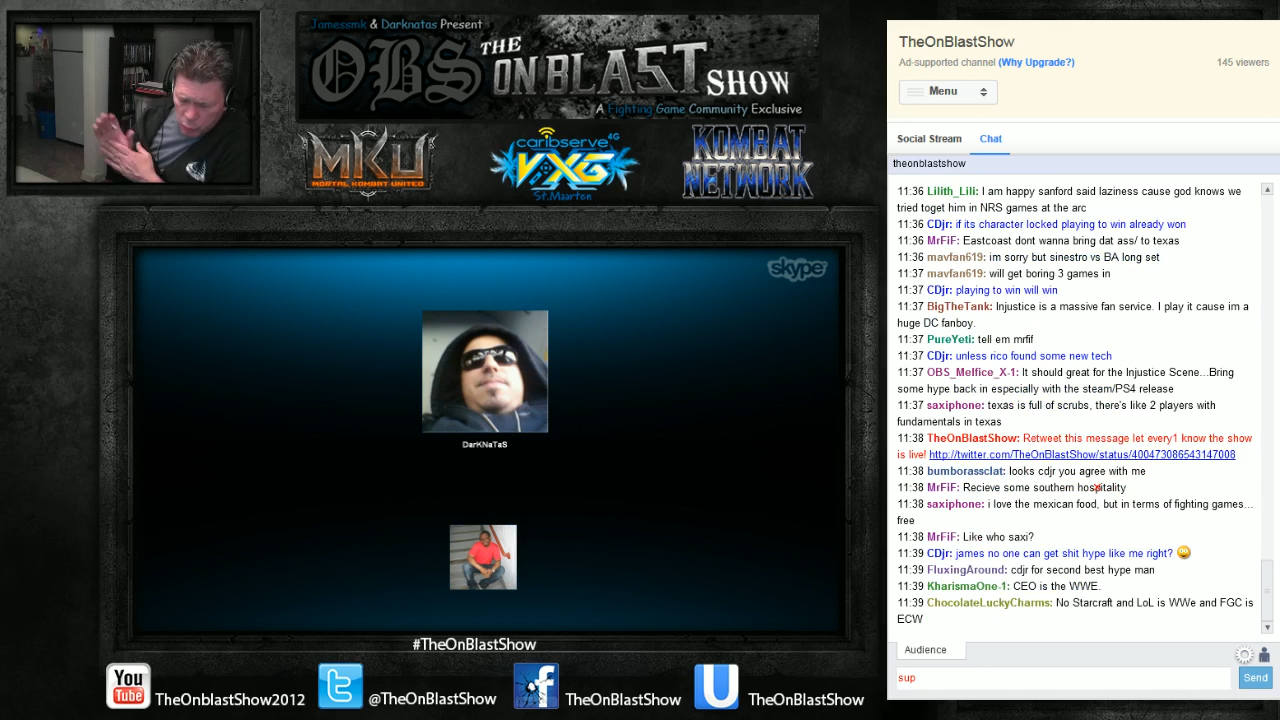 Jamessmk & Darknatas Present
OBS THE ON BLAST SHOW
A Fighting Game Community Exclusive
MKU
MORTAL KOMBAT UNITED
caribserve 4G
VXG
St.Maarten
KOMBAT
NETWORK
skype
DarKNaTaS
#TheOnBlastShow
You
Tube
TheOnblastShow2012
@TheOnBlastShow
TheOnBlastShow
TheOnBlastShow
TheOnBlastShow
Ad-supported channel (Why Upgrade?)
145 viewers
Menu
Social Stream
Chat
theonblastshow
11:36 Lilith_Lili: I am happy sanford said laziness cause god knows we
tried toget him in NRS games at the arc
11:36 CDjr: if its character locked playing to win already won
11:36 MrFiF: Eastcoast dont wanna bring dat ass/ to texas
11:36 mavfan619: im sorry but sinestro vs BA long set
11:37 mavfan619: will get boring 3 games in
11:37 CDjr: playing to win will win
11:37 BigTheTank: Injustice is a massive fan service. I play it cause im a
huge DC fanboy.
11:37 PureYeti: tell em mrfif
11:37 CDjr: unless rico found some new tech
11:37 OBS_Melfice_X-1: It should great for the Injustice Scene...Bring
some hype back in especially with the steam/PS4 release
11:37 saxiphone: texas is full of scrubs, there's like 2 players with
fundamentals in texas
11:38 TheOnBlastShow: Retweet this message let every1 know the show
is live! http://twitter.com/TheOnBlastShow/status/400473086543147008
11:38 bumborassclat: looks cdjr you agree with me
11:38 MrFiF: Recieve some southern hospitality
11:38 saxiphone: i love the mexican food, but in terms of fighting games...
free
11:38 MrFiF: Like who saxi?
11:39 CDjr: james no one can get shit hype like me right?
11:39 FluxingAround: cdjr for second best hype man
11:39 KharismaOne-1: CEO is the WWE.
11:39 ChocolateLuckyCharms: No Starcraft and LoL is WWe and FGC is
ECW
Audience
sup
Send